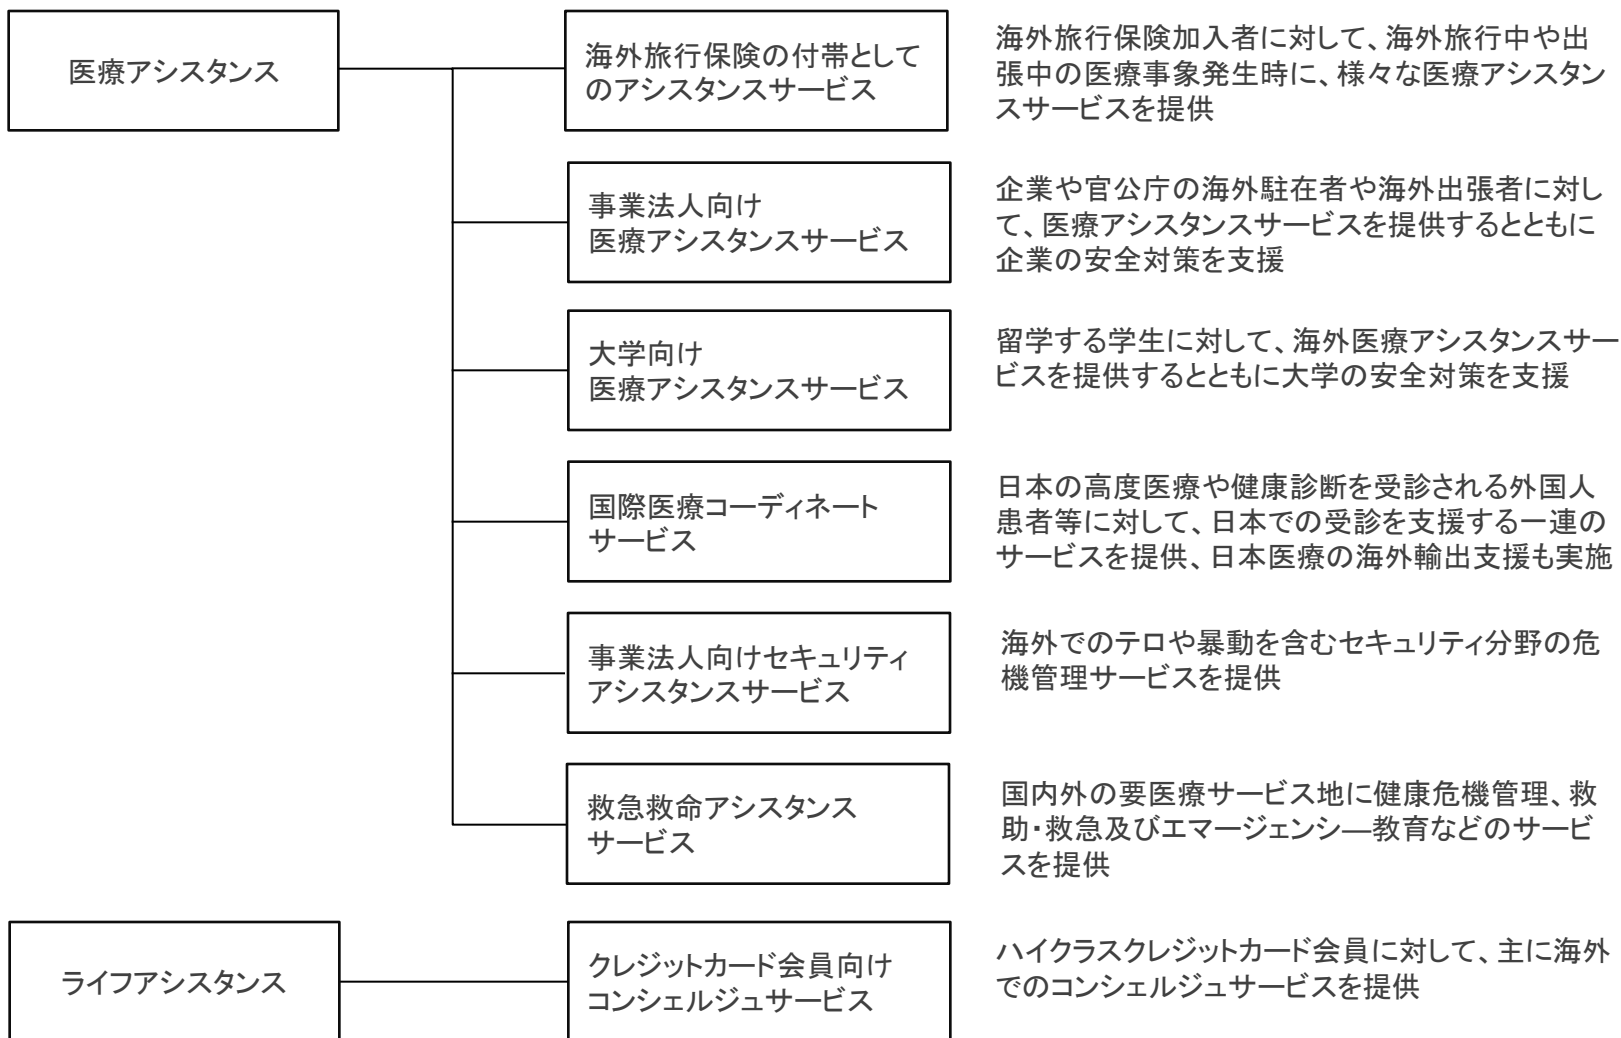 医療アシスタンス
海外旅行保険の付帯として
のアシスタンスサービス
海外旅行保険加入者に対して、海外旅行中や出
張中の医療事象発生時に、様々な医療アシスタン
スサービスを提供
事業法人向け
医療アシスタンスサービス
企業や官公庁の海外駐在者や海外出張者に対し
て、医療アシスタンスサービスを提供するとともに
企業の安全対策を支援
大学向け
医療アシスタンスサービス
留学する学生に対して、海外医療アシスタンスサー
ビスを提供するとともに大学の安全対策を支援
国際医療コーディネート
サービス
日本の高度医療や健康診断を受診される外国人
患者等に対して、日本での受診を支援する一連の
サービスを提供、日本医療の海外輸出支援も実施
事業法人向けセキュリティ
アシスタンスサービス
海外でのテロや暴動を含むセキュリティ分野の危
機管理サービスを提供
救急救命アシスタンス
サービス
国内外の要医療サービス地に健康危機管理、救
助・救急及びエマージェンシ―教育などのサービ
スを提供
ライフアシスタンス
クレジットカード会員向け
コンシェルジュサービス
ハイクラスクレジットカード会員に対して、主に海外
でのコンシェルジュサービスを提供